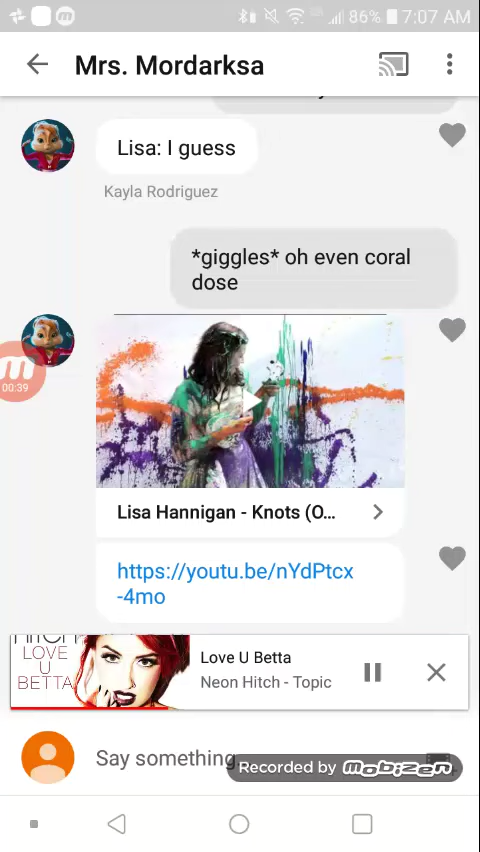 86% 7:07 AM
Mrs. Mordarksa
Lisa: I guess
Kayla Rodriguez
*giggles* oh even coral
dose
00:39
Lisa Hannigan - Knots (O...
https://youtu.be/nYdPtcx
-4mo
HITCH
LOVE
U
BETTA
Love U Betta
Neon Hitch - Topic
Say something
Recorded by Mobizen